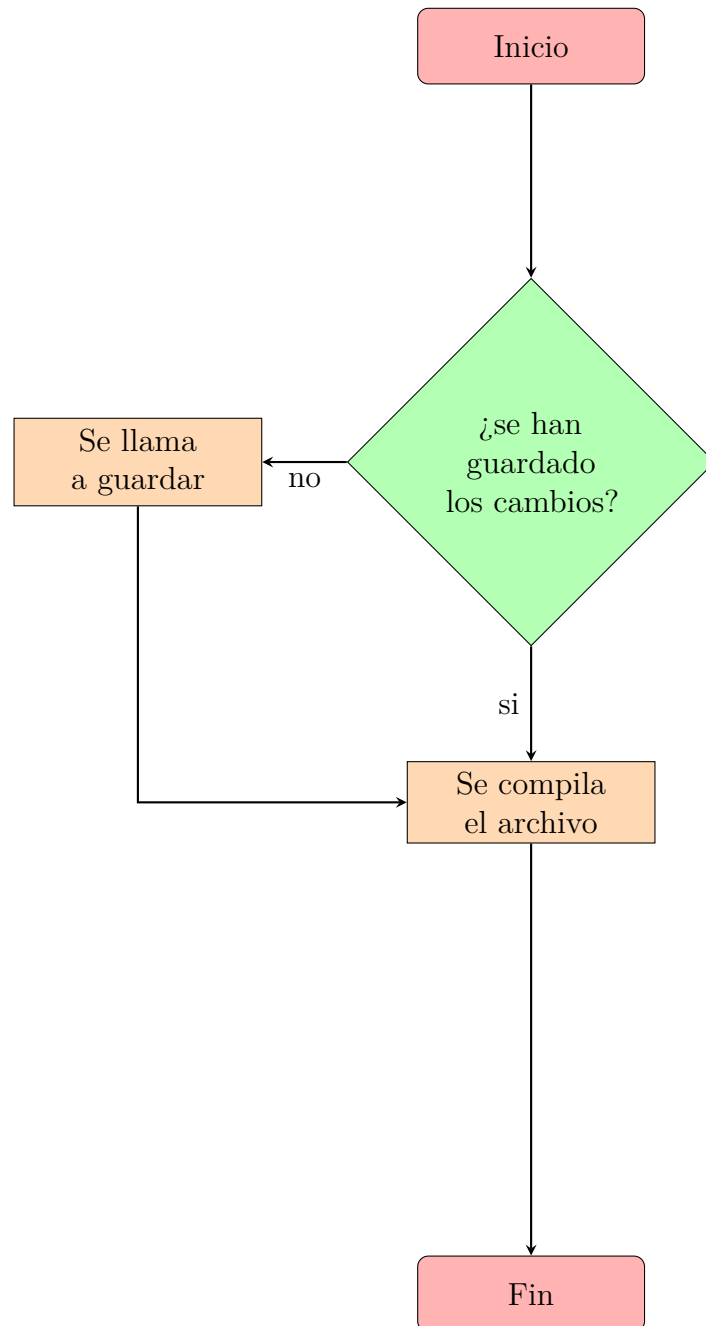 Inicio
¿se han
guardado
los cambios?
Se llama
a guardar
no
si
Se compila
el archivo
Fin